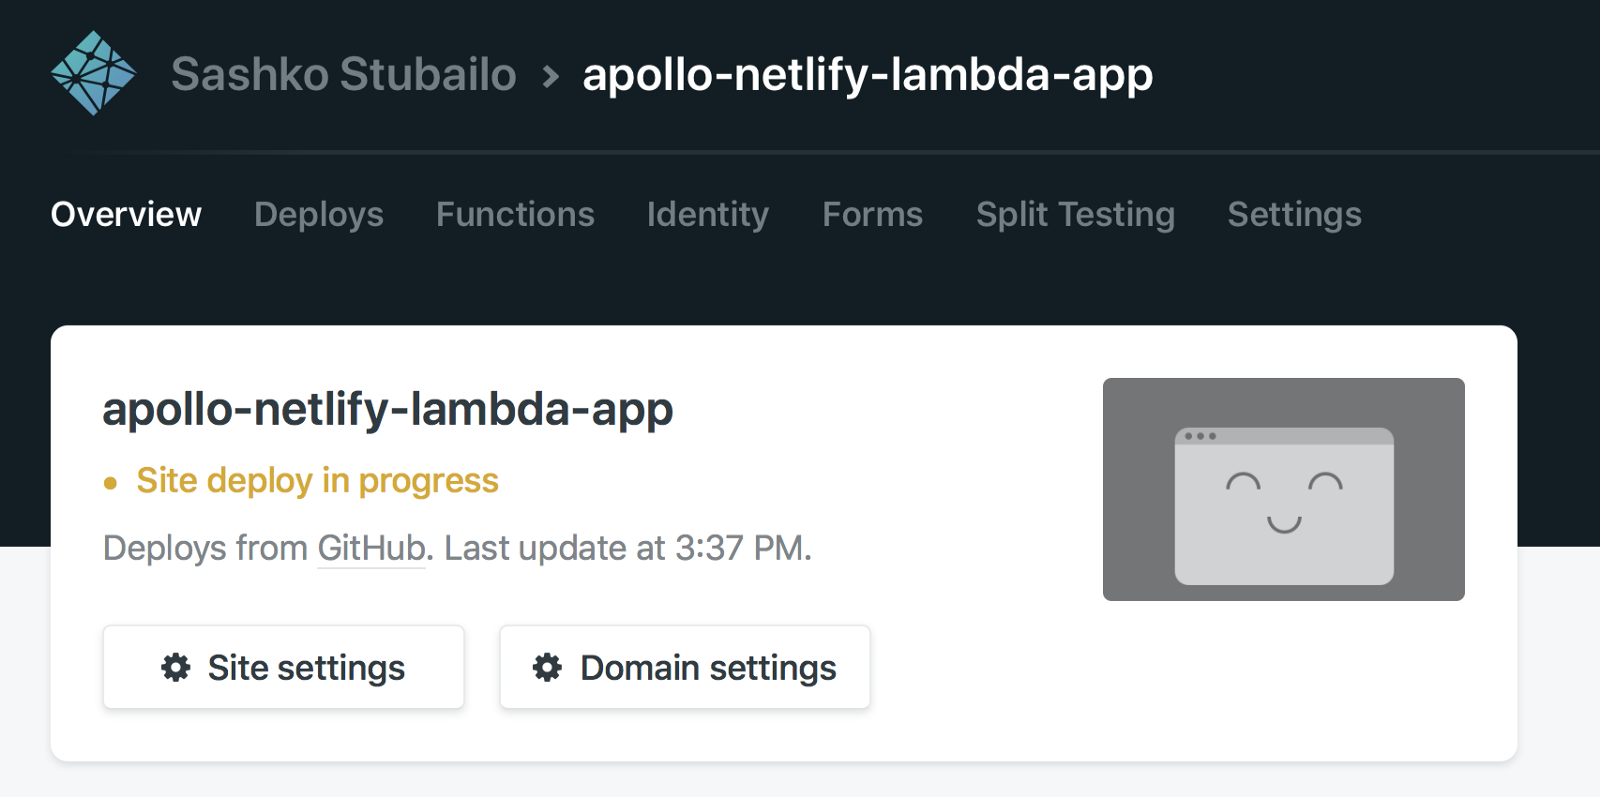 Sashko Stubailo > apollo-netlify-lambda-app
Overview Deploys Functions Identity Forms Split Testing Settings
apollo-netlify-lambda-app
• Site deploy in progress
Deploys from GitHub. Last update at 3:37 PM.
Site settings Domain settings